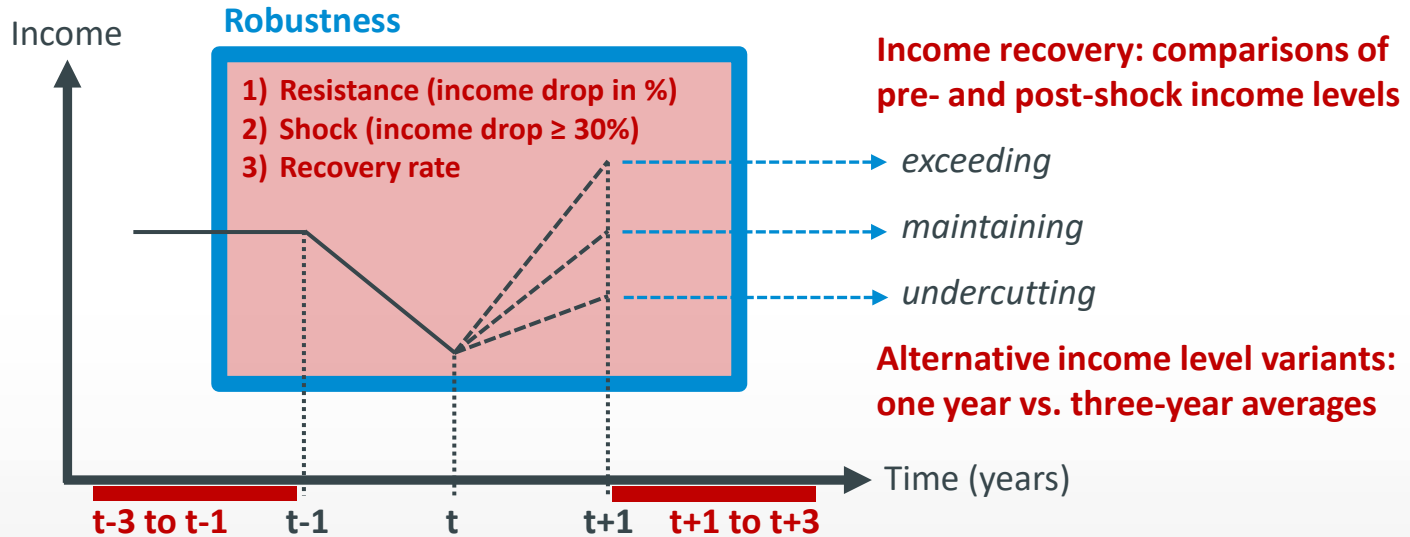 Robustness
Income
1) Resistance (income drop in %)
2) Shock (income drop ≥ 30%)
3) Recovery rate
Income recovery: comparisons of
pre- and post-shock income levels
exceeding
maintaining
undercutting
Alternative income level variants:
one year vs. three-year averages
Time (years)
t-3 to t-1
t-1
t
t+1
t+1 to t+3